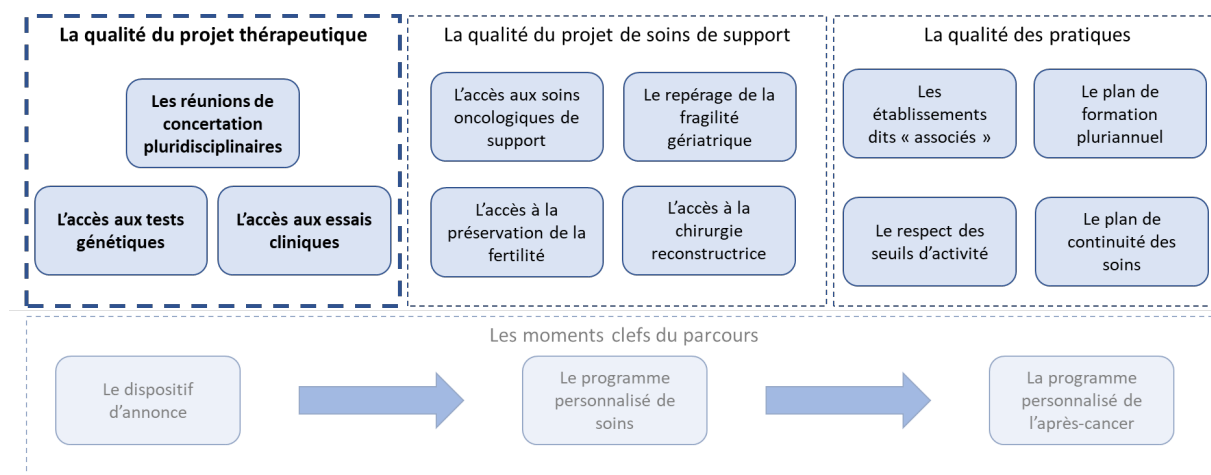 La qualité du projet thérapeutique
Les réunions de
concertation
pluridisciplinaires
L'accès aux tests
génétiques
L'accès aux essais
cliniques
La qualité du projet de soins de support
L'accès aux soins
oncologiques de
support
Le repérage de la
fragilité
gériatrique
L'accès à la
préservation de la
fertilité
L'accès à la
chirurgie
reconstructrice
La qualité des pratiques
Les
établissements
dits « associés »
Le plan de
formation
pluriannuel
Le respect des
seuils d'activité
Le plan de
continuité des
soins
Les moments clefs du parcours
Le dispositif
d'annonce
Le programme
personnalisé de
soins
La programme
personnalisé de
l'après-cancer